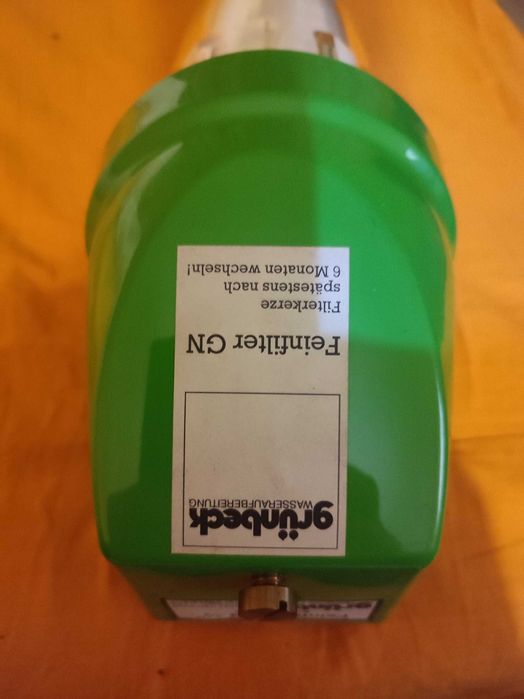 grünbeck
WASSERAUFBEREITUNG
Feinfilter GN
Filterkerze
spätestens nach
6 Monaten wechseln!